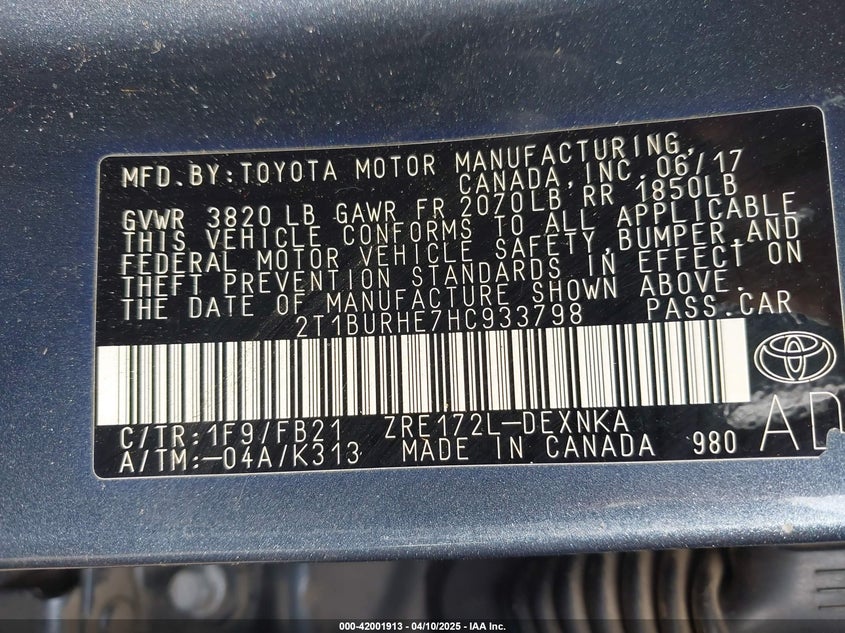 MFD.BY:TOYOTA MOTOR MANUFACTURING,
CANADA,INC.06/17
GVWR 3820LB GAWR FR 2070LB RR 1850LB
THIS VEHICLE CONFORMS TO ALL APPLICABLE
FEDERAL MOTOR VEHICLE SAFETY,BUMPER,AND
THEFT PREVENTION STANDARDS IN EFFECT ON
THE DATE OF MANUFACTURE SHOWN ABOVE.
2T1BURHE7HC933798 PASS.CAR
C/TR:1F9/FB21 ZRE172L-DEXNKA AD
A/TM:-04A/K313 MADE IN CANADA 980
000-42001913 - 04/10/2025 - IAA Inc.